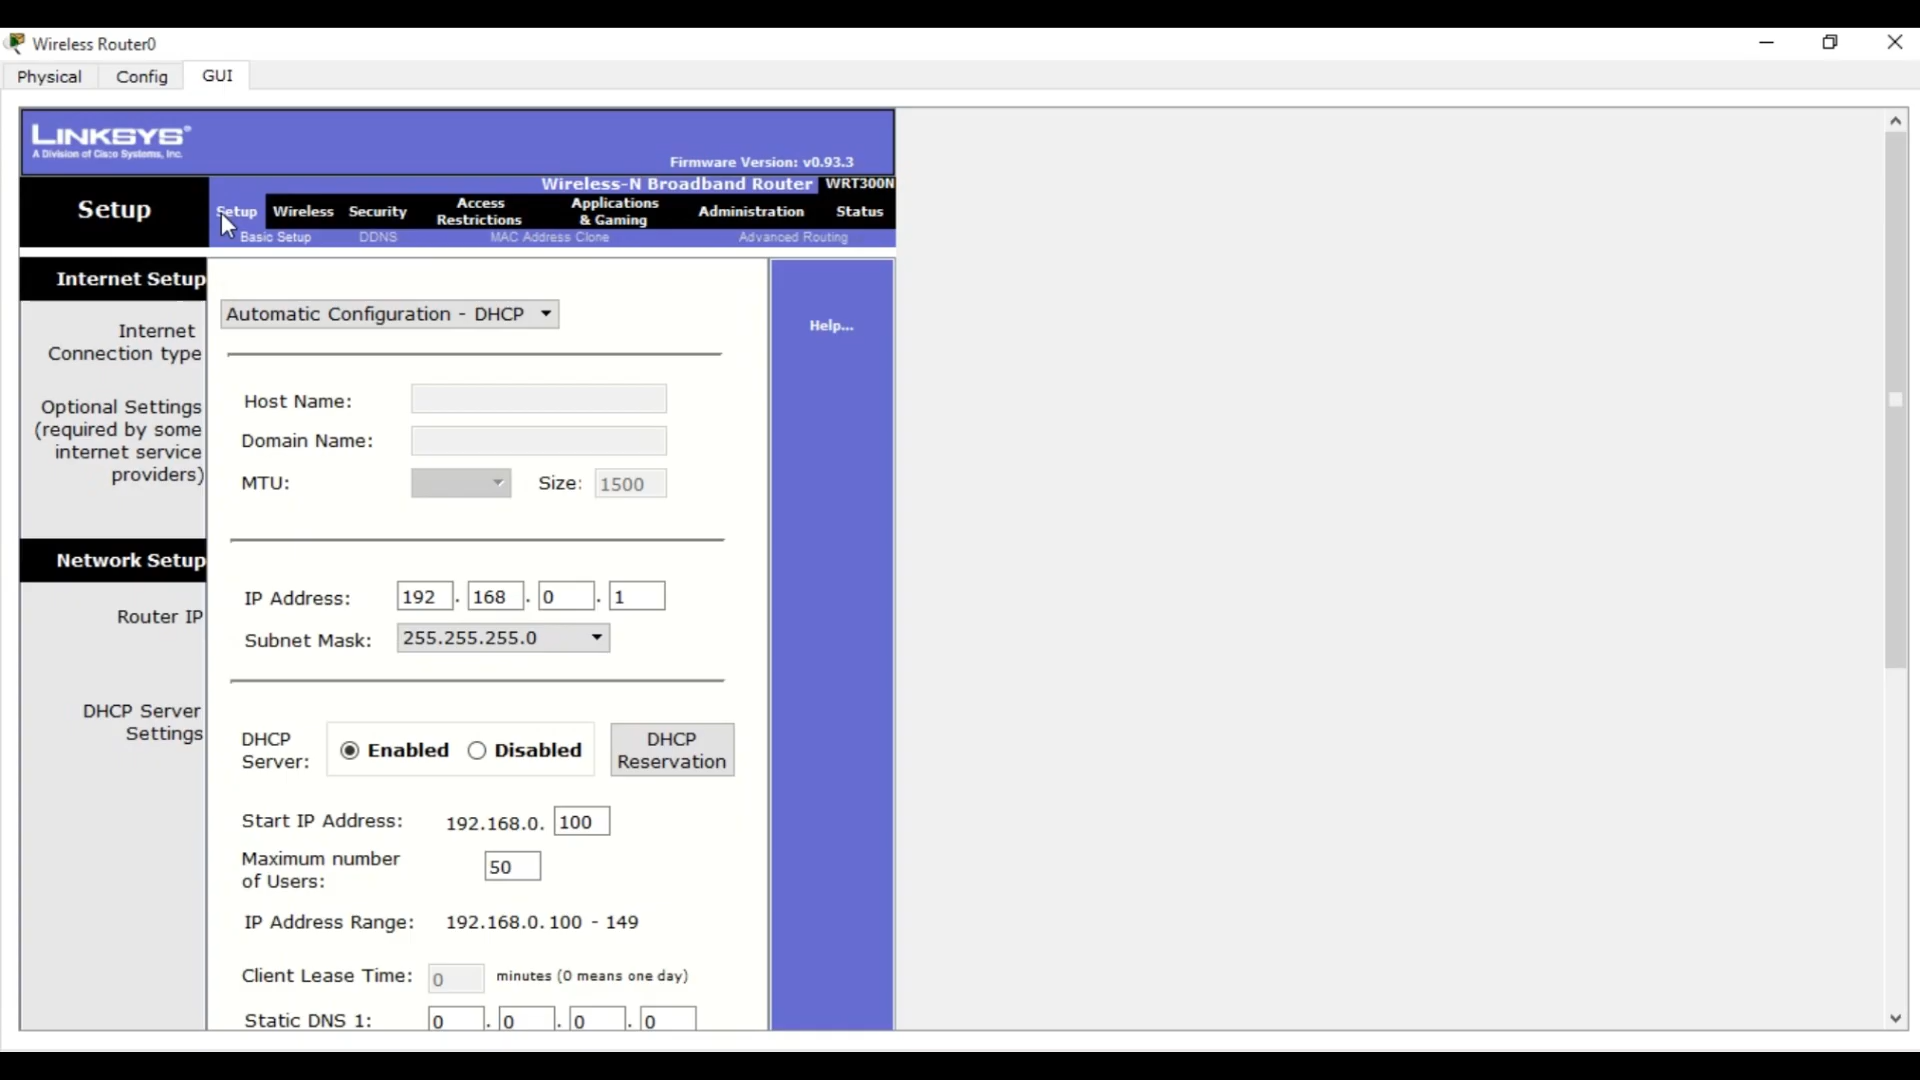 Wireless Router0
Physical Config GUI
LINKSYS®
A Division of Cisco Systems, Inc.
Firmware Version: v0.93.3
Wireless-N Broadband Router WRT300N
Setup
Setup Wireless Security Access Restrictions Applications & Gaming Administration Status
Basic Setup DDNS MAC Address Clone Advanced Routing
Internet Setup
Internet
Connection type
Automatic Configuration - DHCP
Help...
Optional Settings
(required by some
internet service
providers)
Host Name:
Domain Name:
MTU: Size: 1500
Network Setup
Router IP
IP Address: 192 . 168 . 0 . 1
Subnet Mask: 255.255.255.0
DHCP Server
Settings
DHCP
Server: Enabled Disabled
DHCP
Reservation
Start IP Address: 192.168.0. 100
Maximum number
of Users: 50
IP Address Range: 192.168.0.100 - 149
Client Lease Time: 0 minutes (0 means one day)
Static DNS 1: 0 . 0 . 0 . 0